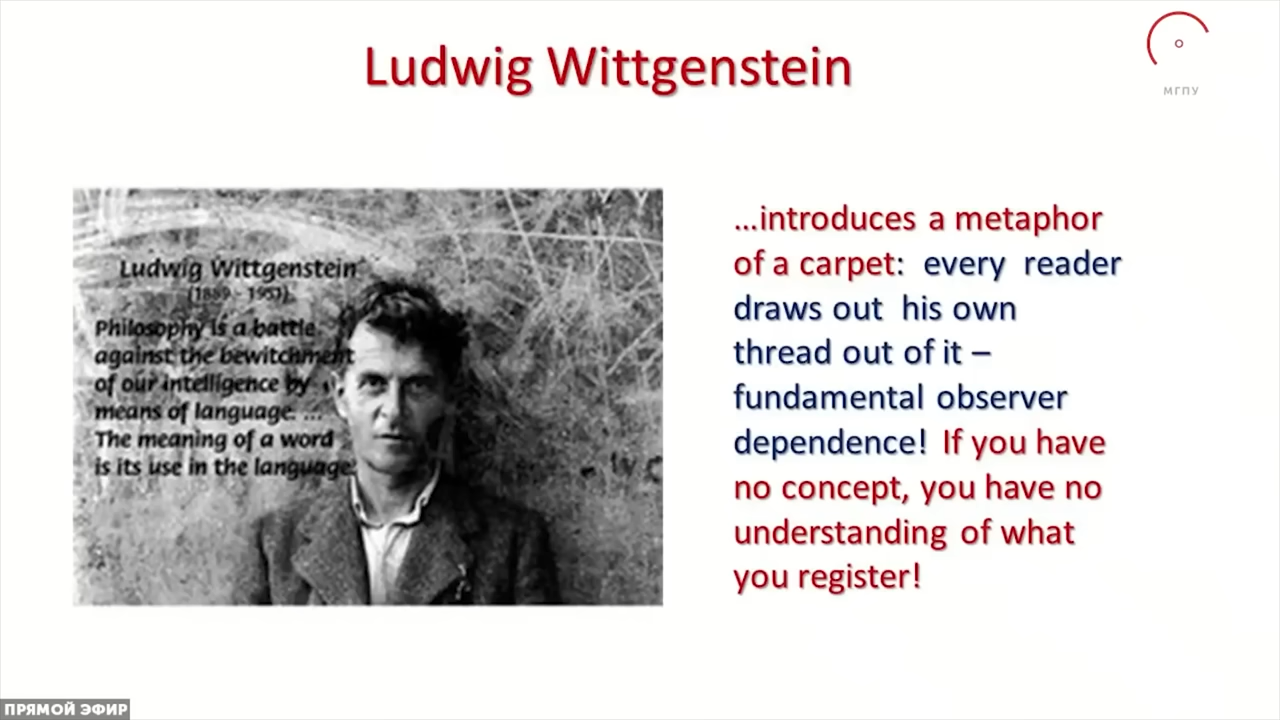 Ludwig Wittgenstein
МГПУ
Ludwig Wittgenstein
(1889 - 1951)
Philosophy is a battle
against the bewitchment
of our intelligence by
means of language. ...
The meaning of a word
is its use in the language.
...introduces a metaphor
of a carpet: every reader
draws out his own
thread out of it –
fundamental observer
dependence! If you have
no concept, you have no
understanding of what
you register!
ПРЯМОЙ ЭФИР